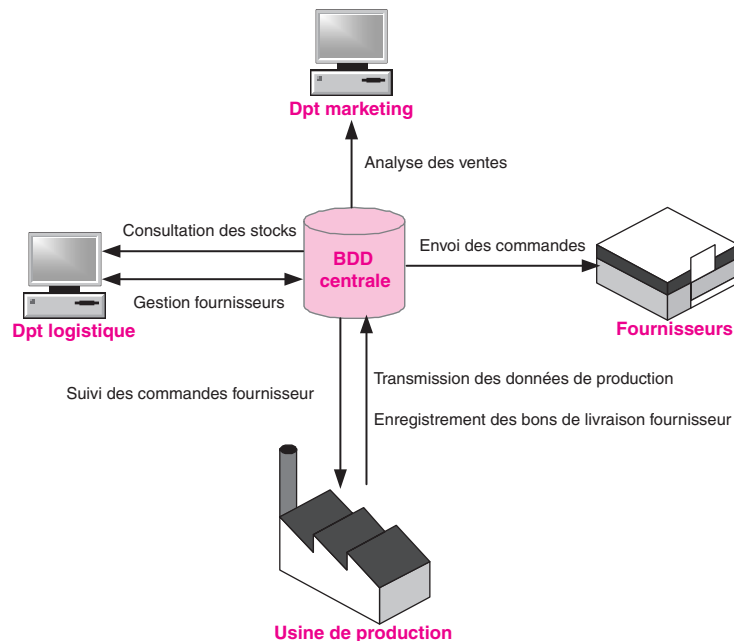 Dpt marketing
Analyse des ventes
Consultation des stocks
BDD
centrale
Envoi des commandes
Gestion fournisseurs
Dpt logistique
Fournisseurs
Suivi des commandes fournisseur
Transmission des données de production
Enregistrement des bons de livraison fournisseur
Usine de production